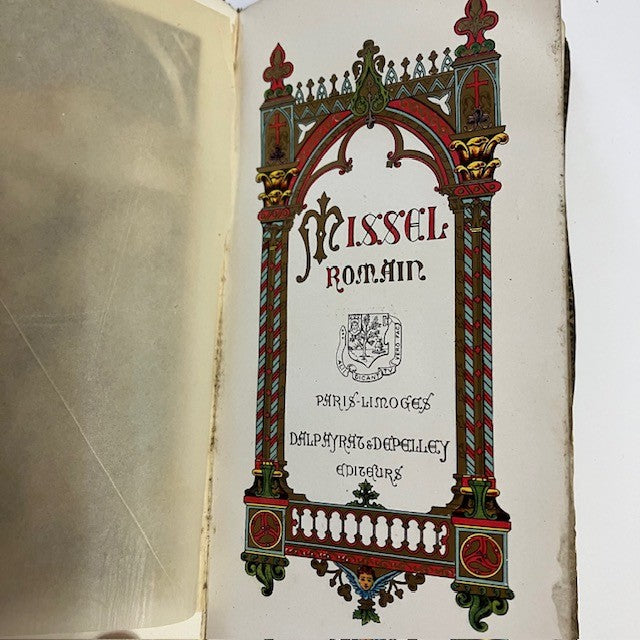 MISSEL
ROMAIN
PARIS-LIMOGES
DALPAYRAT & DEPELLEY
EDITEURS